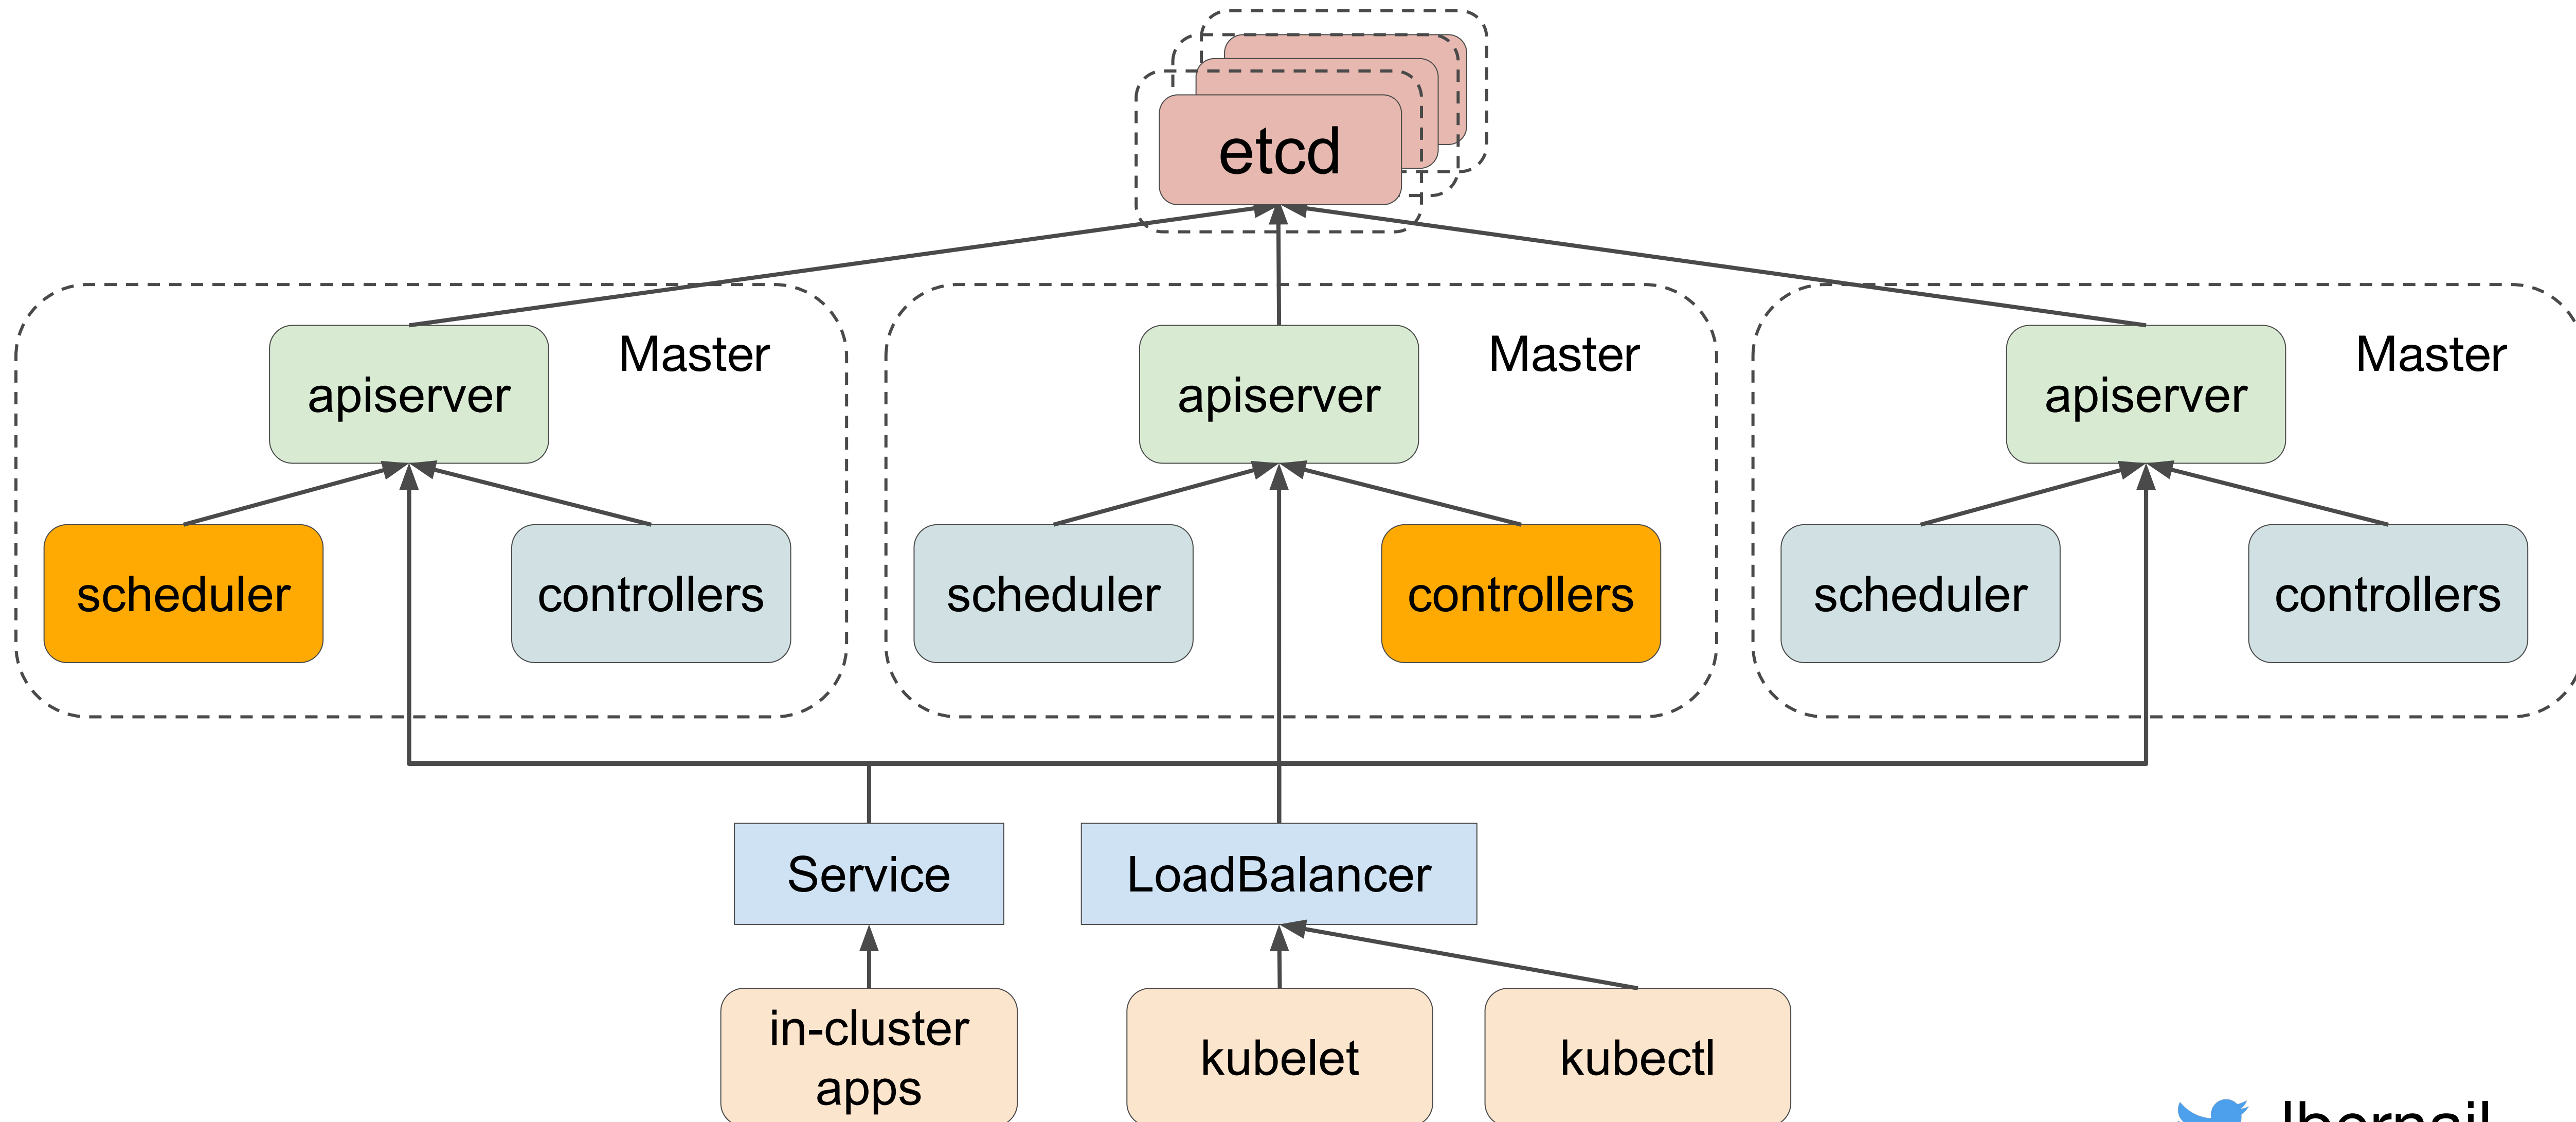 etcd
Master
Master
Master
apiserver
apiserver
apiserver
scheduler
controllers
scheduler
controllers
scheduler
controllers
Service
LoadBalancer
in-cluster
apps
kubelet
kubectl
lbernail